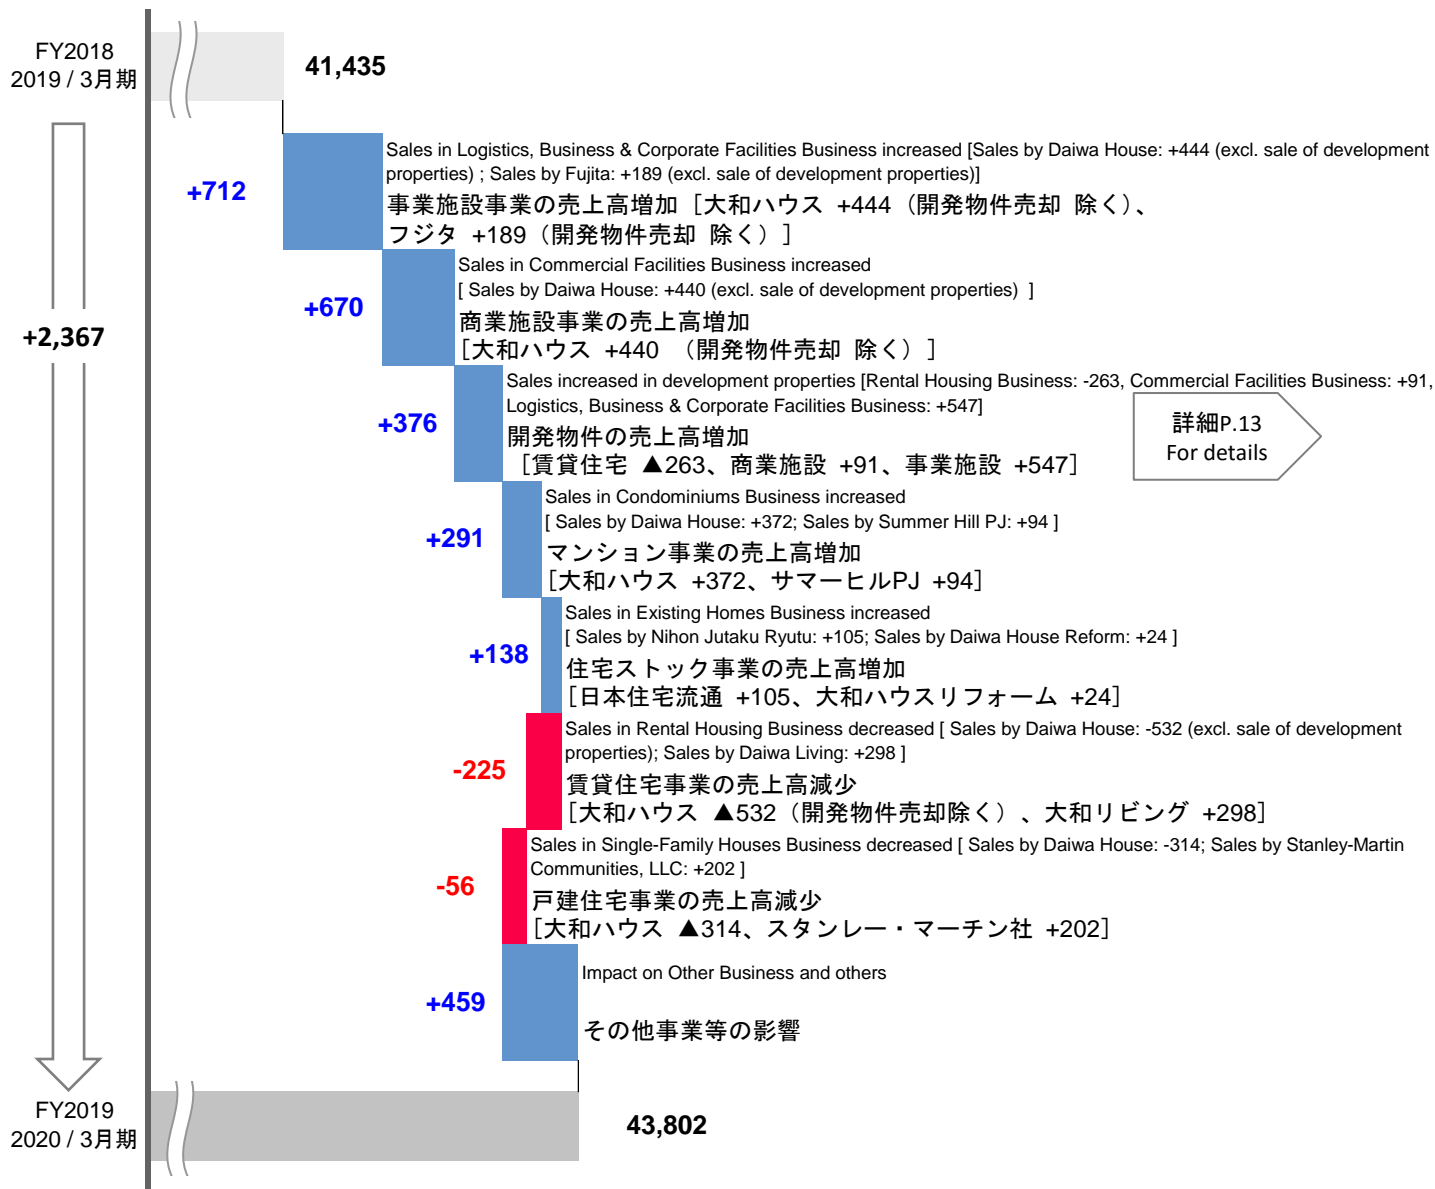 FY2018
2019 / 3月期
41,435
+2,367
+712
Sales in Logistics, Business & Corporate Facilities Business increased [Sales by Daiwa House: +444 (excl. sale of development
properties) ; Sales by Fujita: +189 (excl. sale of development properties)]
事業施設事業の売上高増加［大和ハウス +444（開発物件売却 除く）、
フジタ +189（開発物件売却 除く）］
+670
Sales in Commercial Facilities Business increased
[ Sales by Daiwa House: +440 (excl. sale of development properties) ]
商業施設事業の売上高増加
［大和ハウス +440 （開発物件売却 除く）］
+376
Sales increased in development properties [Rental Housing Business: -263, Commercial Facilities Business: +91,
Logistics, Business & Corporate Facilities Business: +547]
開発物件の売上高増加
［賃貸住宅 ▲263、商業施設 +91、事業施設 +547］
詳細P.13
For details
+291
Sales in Condominiums Business increased
[ Sales by Daiwa House: +372; Sales by Summer Hill PJ: +94 ]
マンション事業の売上高増加
［大和ハウス +372、サマーヒルPJ +94］
+138
Sales in Existing Homes Business increased
[ Sales by Nihon Jutaku Ryutu: +105; Sales by Daiwa House Reform: +24 ]
住宅ストック事業の売上高増加
［日本住宅流通 +105、大和ハウスリフォーム +24］
-225
Sales in Rental Housing Business decreased [ Sales by Daiwa House: -532 (excl. sale of development
properties); Sales by Daiwa Living: +298 ]
賃貸住宅事業の売上高減少
［大和ハウス ▲532（開発物件売却除く）、大和リビング +298］
-56
Sales in Single-Family Houses Business decreased [ Sales by Daiwa House: -314; Sales by Stanley-Martin
Communities, LLC: +202 ]
戸建住宅事業の売上高減少
［大和ハウス ▲314、スタンレー・マーチン社 +202］
+459
Impact on Other Business and others
その他事業等の影響
FY2019
2020 / 3月期
43,802